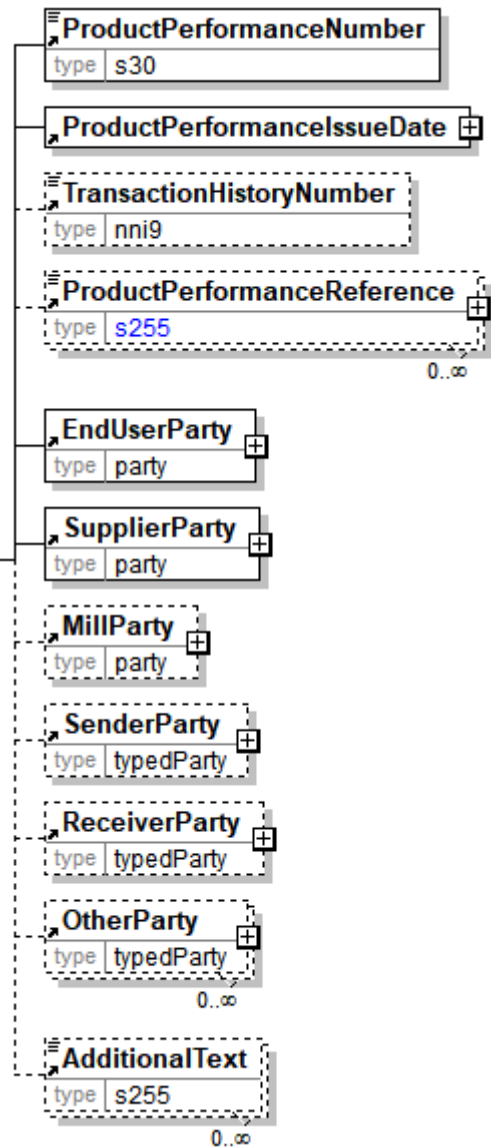 ProductPerformanceNumber
type s30
ProductPerformanceIssueDate
TransactionHistoryNumber
type nni9
ProductPerformanceReference
type s255
0..∞
EndUserParty
type party
SupplierParty
type party
MillParty
type party
SenderParty
type typedParty
ReceiverParty
type typedParty
OtherParty
type typedParty
0..∞
AdditionalText
type s255
0..∞